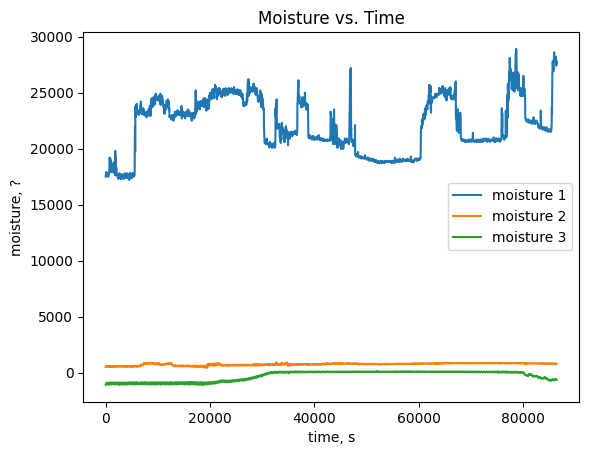 Moisture vs. Time
30000
25000
20000
15000
10000
5000
0
moisture, ?
moisture 1
moisture 2
moisture 3
0
20000
40000
60000
80000
time, s